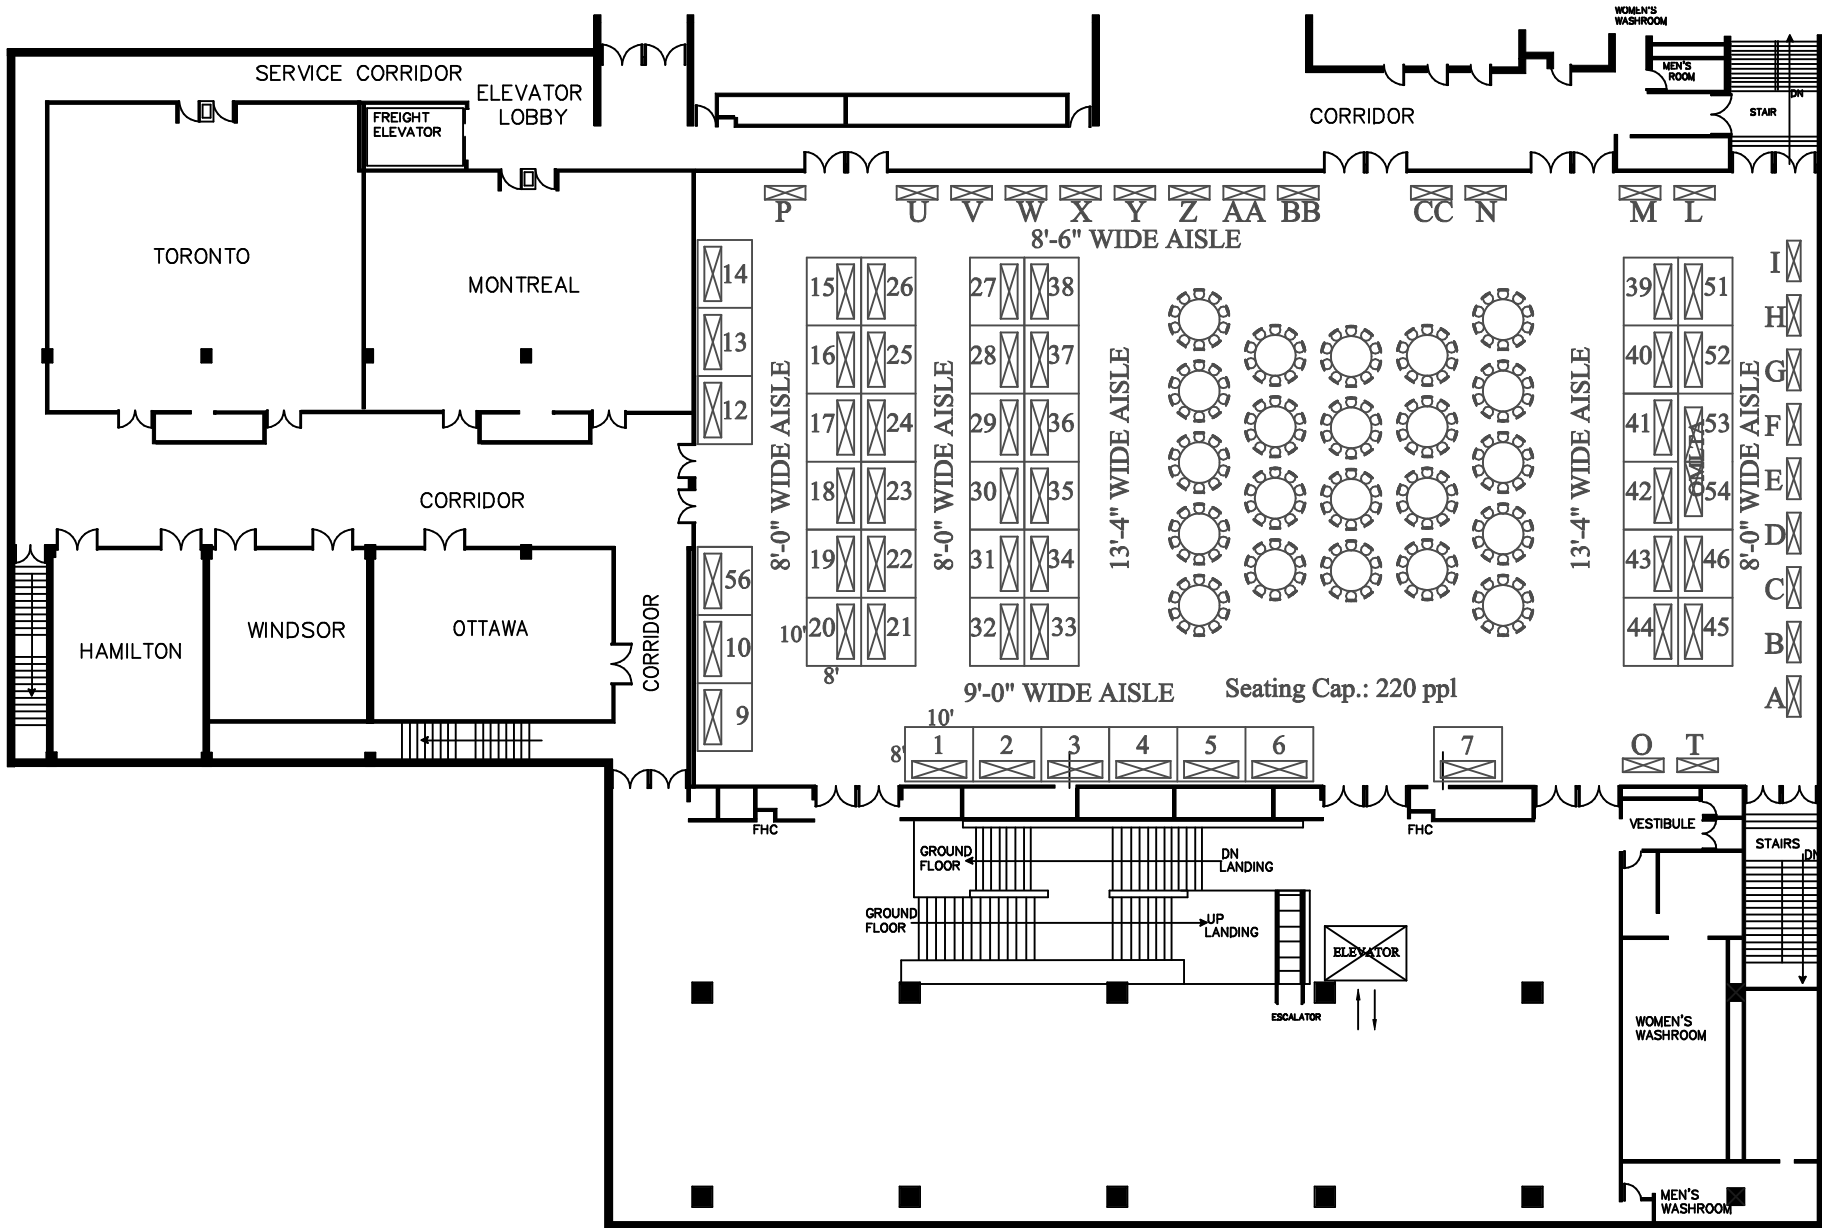 WOMEN'S
WASHROOM
SERVICE CORRIDOR
ELEVATOR
LOBBY
MEN'S
ROOM
DN
FREIGHT
ELEVATOR
CORRIDOR
STAIR
P
U
V
W
X
Y
Z
AA
BB
CC
N
M
L
8'-6" WIDE AISLE
TORONTO
MONTREAL
14
13
12
15
16
17
18
19
20
26
25
24
23
22
21
27
28
29
30
31
32
38
37
36
35
34
33
39
40
41
42
43
44
51
52
53
54
46
45
OMLTA
I
H
G
F
E
D
C
B
A
8'-0" WIDE AISLE
8'-0" WIDE AISLE
13'-4" WIDE AISLE
13'-4" WIDE AISLE
8'-0" WIDE AISLE
CORRIDOR
56
10
9
10'
8'
HAMILTON
WINDSOR
OTTAWA
CORRIDOR
9'-0" WIDE AISLE
Seating Cap.: 220 ppl
10'
8'
1
2
3
4
5
6
7
O
T
FHC
FHC
VESTIBULE
STAIRS
DN
GROUND
FLOOR
DN
LANDING
GROUND
FLOOR
UP
LANDING
ELEVATOR
ESCALATOR
WOMEN'S
WASHROOM
MEN'S
WASHROOM